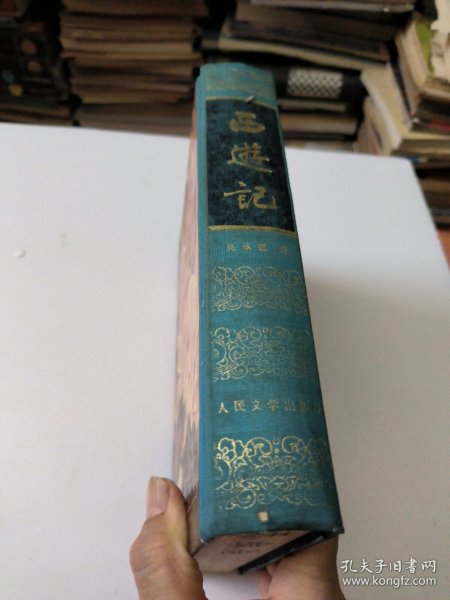 西遊記
吴承恩 著
人民文学出版社
孔夫子旧书网
www.kongfz.com